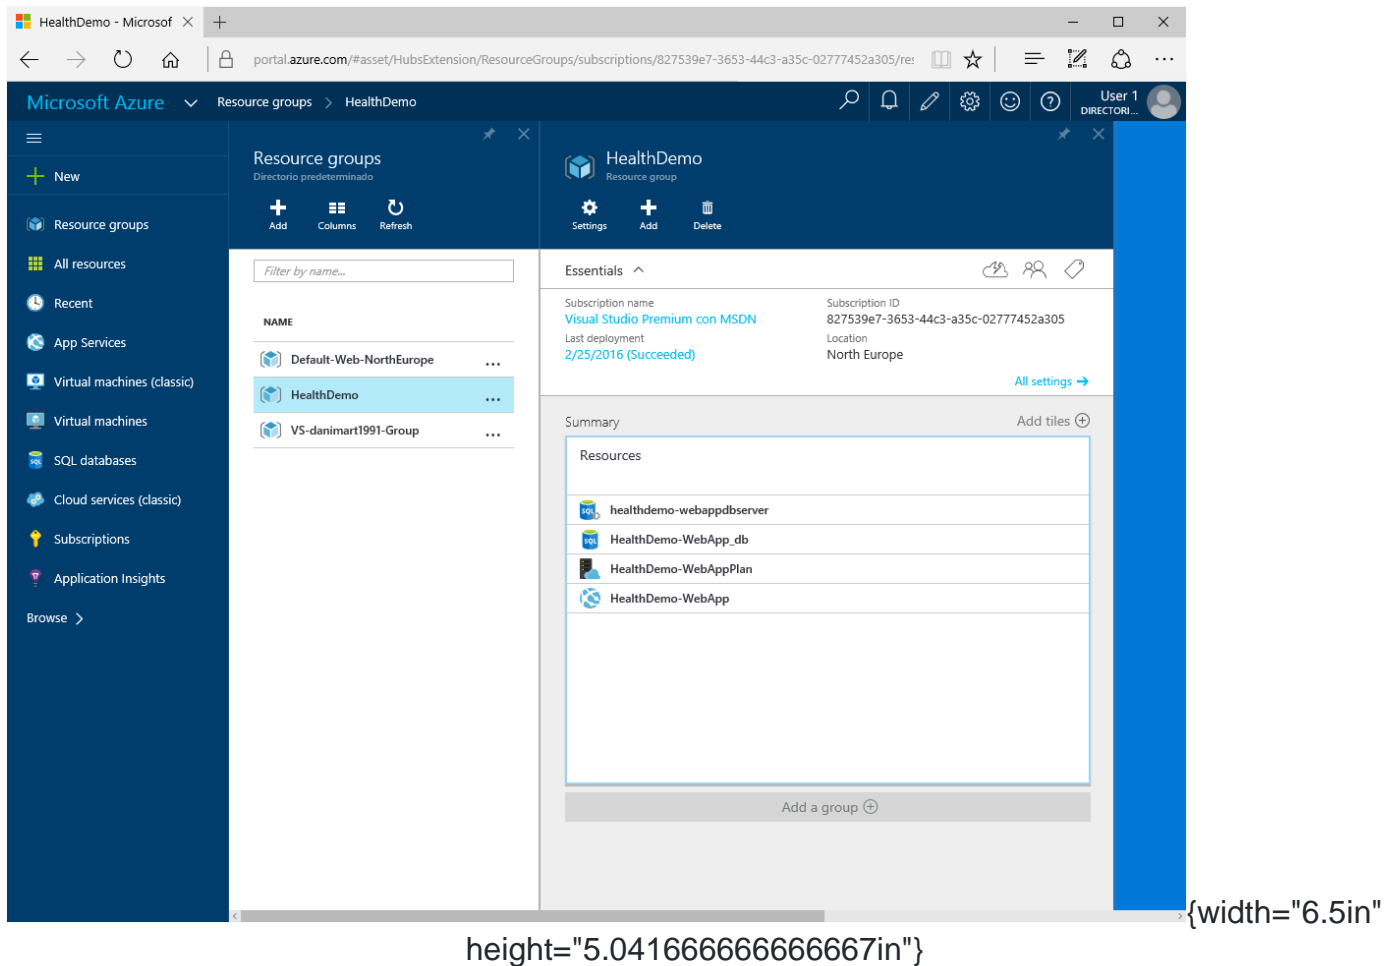 HealthDemo - Microsof
portal.azure.com/#asset/HubsExtension/ResourceGroups/subscriptions/827539e7-3653-44c3-a35c-02777452a305/re
Microsoft Azure
Resource groups > HealthDemo
User 1
DIRECTORI...
New
Resource groups
All resources
Recent
App Services
Virtual machines (classic)
Virtual machines
SQL databases
Cloud services (classic)
Subscriptions
Application Insights
Browse >
Resource groups
Directorio predeterminado
Add Columns Refresh
Filter by name...
NAME
Default-Web-NorthEurope ...
HealthDemo ...
VS-danimart1991-Group ...
HealthDemo
Resource group
Settings Add Delete
Essentials
Subscription name
Visual Studio Premium con MSDN
Last deployment
2/25/2016 (Succeeded)
Subscription ID
827539e7-3653-44c3-a35c-02777452a305
Location
North Europe
All settings →
Summary
Add tiles
Resources
healthdemo-webappdbserver
HealthDemo-WebApp_db
HealthDemo-WebAppPlan
HealthDemo-WebApp
Add a group
{width="6.5in"
height="5.041666666666667in"}